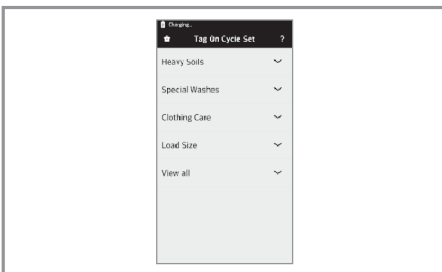 Charging..
Tag On Cycle Set ?
Heavy Soils
Special Washes
Clothing Care
Load Size
View all